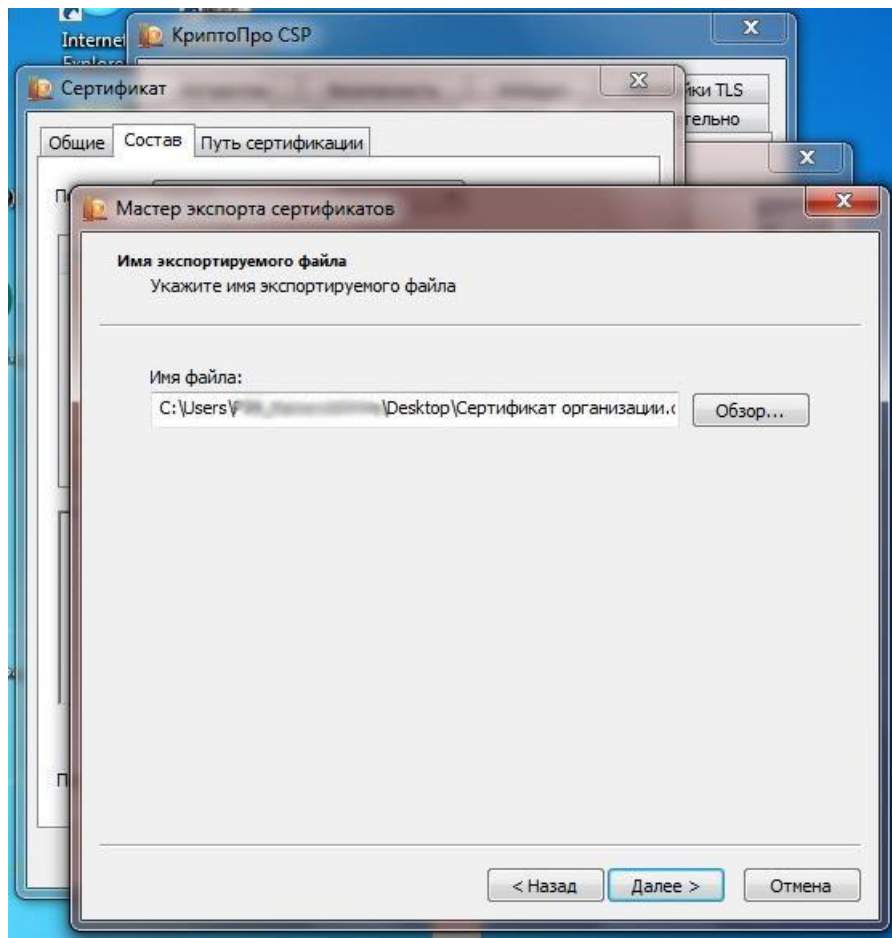 Internet
Explorer
КриптоПро CSP
Сертификат
йки TLS
тельно
Общие
Состав
Путь сертификации
Мастер экспорта сертификатов
Имя экспортируемого файла
Укажите имя экспортируемого файла
Имя файла:
C:\Users\ \Desktop\Сертификат организации.c
Обзор...
< Назад
Далее >
Отмена